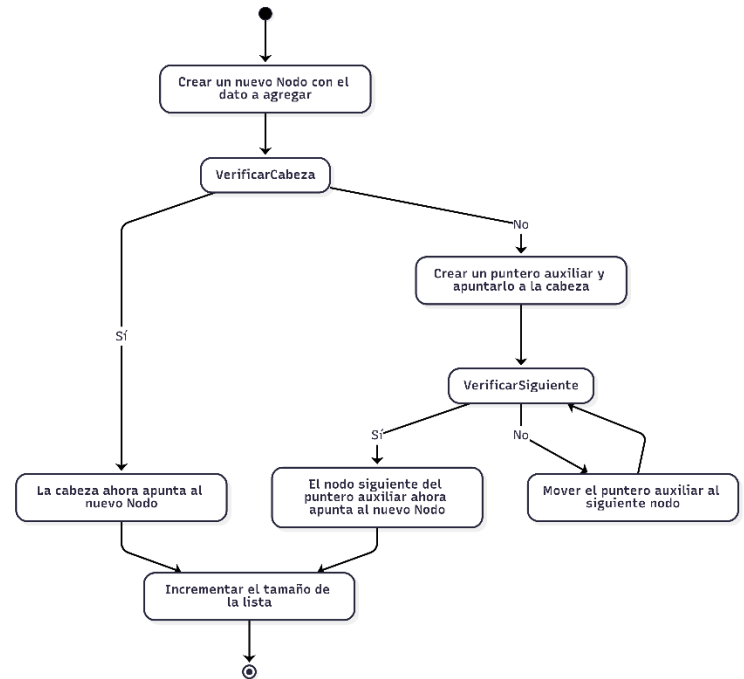 Crear un nuevo Nodo con el
dato a agregar
VerificarCabeza
No
Crear un puntero auxiliar y
apuntarlo a la cabeza
Sí
VerificarSiguiente
Sí
No
La cabeza ahora apunta al
nuevo Nodo
El nodo siguiente del
puntero auxiliar ahora
apunta al nuevo Nodo
Mover el puntero auxiliar al
siguiente nodo
Incrementar el tamaño de
la lista